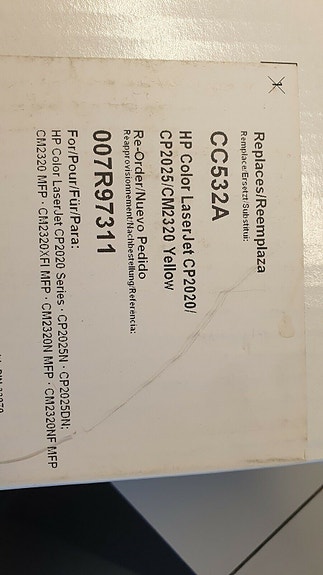 Replaces/Reemplaza
Remplace/Ersetzt/Substitui:
CC532A
HP Color LaserJet CP2020/
CP2025/CM2320 Yellow
Re-Order/Nuevo Pedido
Réapprovisionnement/Nachbestellung/Referência:
007R97311
For/Pour/Für/Para:
HP Color LaserJet CP2020 Series · CP2025N · CP2025DN;
CM2320 MFP · CM2320XFI MFP · CM2320N MFP · CM2320NF MFP